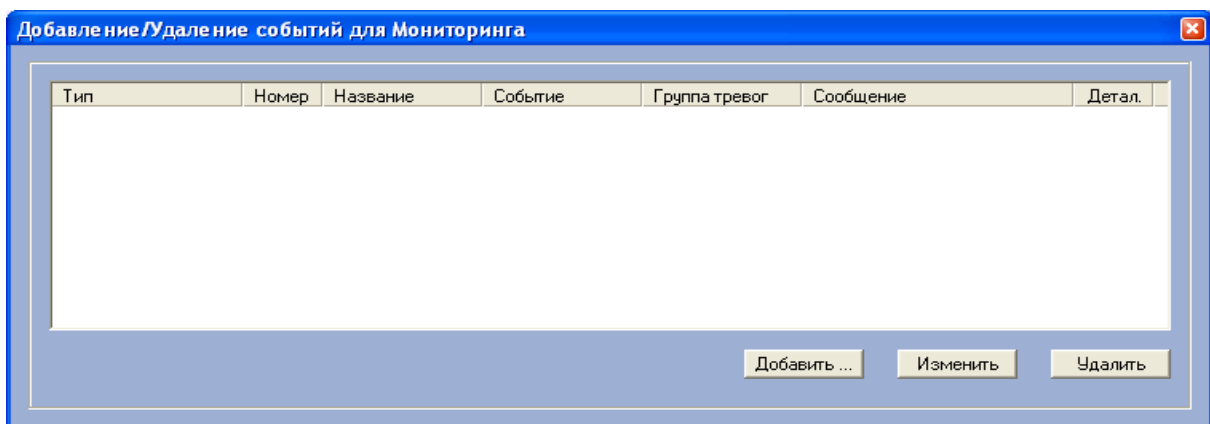 Добавление/Удаление событий для Мониторинга
Тип Номер Название Событие Группа тревог Сообщение Детал.
Добавить ... Изменить Удалить